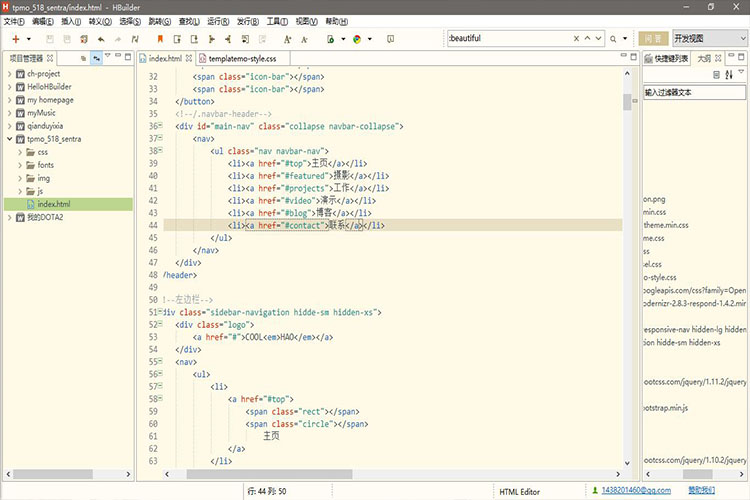 tpmo_518_sentra/index.html - HBuilder
文件(F) 编辑(E) 插入(I) 转义(O) 选择(S) 跳转(G) 查找(L) 运行(R) 发行(B) 工具(T) 视图(V) 帮助(H)
:beautiful
问 答
开发视图
项目管理器
ch-project
HelloHBuilder
my homepage
myMusic
qianduyixia
tpmo_518_sentra
css
fonts
img
js
index.html
我的DOTA2
index.html
templatemo-style.css
32 <span class="icon-bar"></span>
33 <span class="icon-bar"></span>
34 </button>
35 <!--/.navbar-header-->
36 <div id="main-nav" class="collapse navbar-collapse">
37 <nav>
38 <ul class="nav navbar-nav">
39 <li><a href="#top">主页</a></li>
40 <li><a href="#featured">摄影</a></li>
41 <li><a href="#projects">工作</a></li>
42 <li><a href="#video">演示</a></li>
43 <li><a href="#blog">博客</a></li>
44 <li><a href="#contact">联系</a></li>
45 </ul>
46 </nav>
47 </div>
48 /header>
49
50 !--左边栏-->
51 div class="sidebar-navigation hidde-sm hidden-xs">
52 <div class="logo">
53 <a href="#">COOL<em>HAO</em></a>
54 </div>
55 <nav>
56 <ul>
57 <li>
58 <a href="#top">
59 <span class="rect"></span>
60 <span class="circle"></span>
61 主页
62 </a>
63 </li>
快捷键列表
大纲
输入过滤器文本
on.png
min.css
theme.css
me.css
ss
sel.css
o-style.css
ogleapis.com/css?family=Open
odernizr-2.8.3-respond-1.4.2.mir
responsive-nav hidden-lg hidden
tion hidde-sm hidden-xs
ootcss.com/jquery/1.11.2/jquery
otstrap.min.js
ootcss.com/jquery/1.10.2/jquery
行: 44 列: 50
HTML Editor
1438201460@qq.com
赞助我们